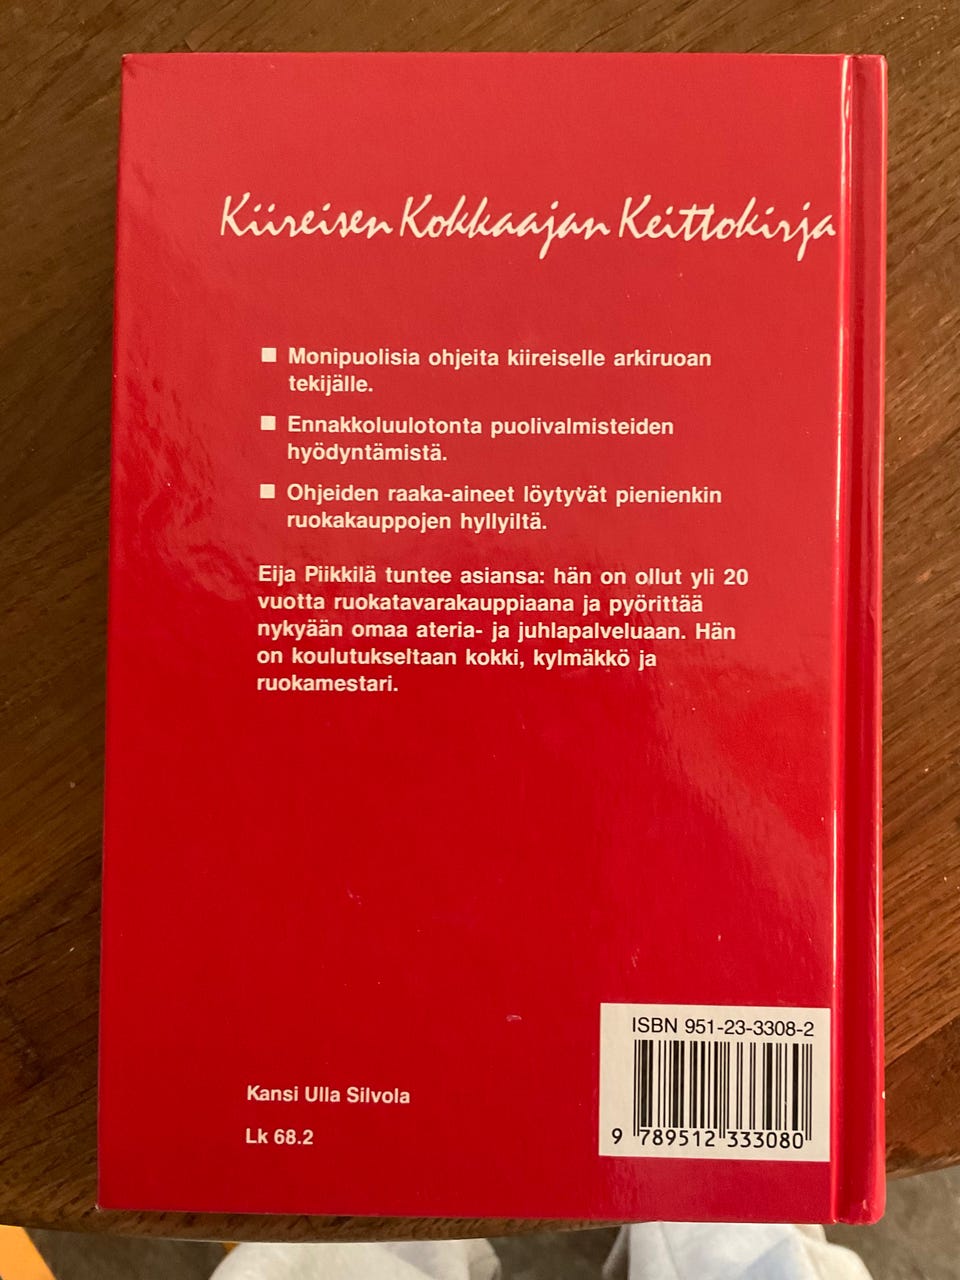 Kiireisen Kokkaajan Keittokirja
■ Monipuolisia ohjeita kiireiselle arkiruoan
tekijälle.
■ Ennakkoluulotonta puolivalmisteiden
hyödyntämistä.
■ Ohjeiden raaka-aineet löytyvät pienienkin
ruokakauppojen hyllyiltä.
Eija Piikkilä tuntee asiansa: hän on ollut yli 20
vuotta ruokatavarakauppiaana ja pyörittää
nykyään omaa ateria- ja juhlapalveluaan. Hän
on koulutukseltaan kokki, kylmäkkö ja
ruokamestari.
Kansi Ulla Silvola
Lk 68.2
ISBN 951-23-3308-2
9 789512 333080